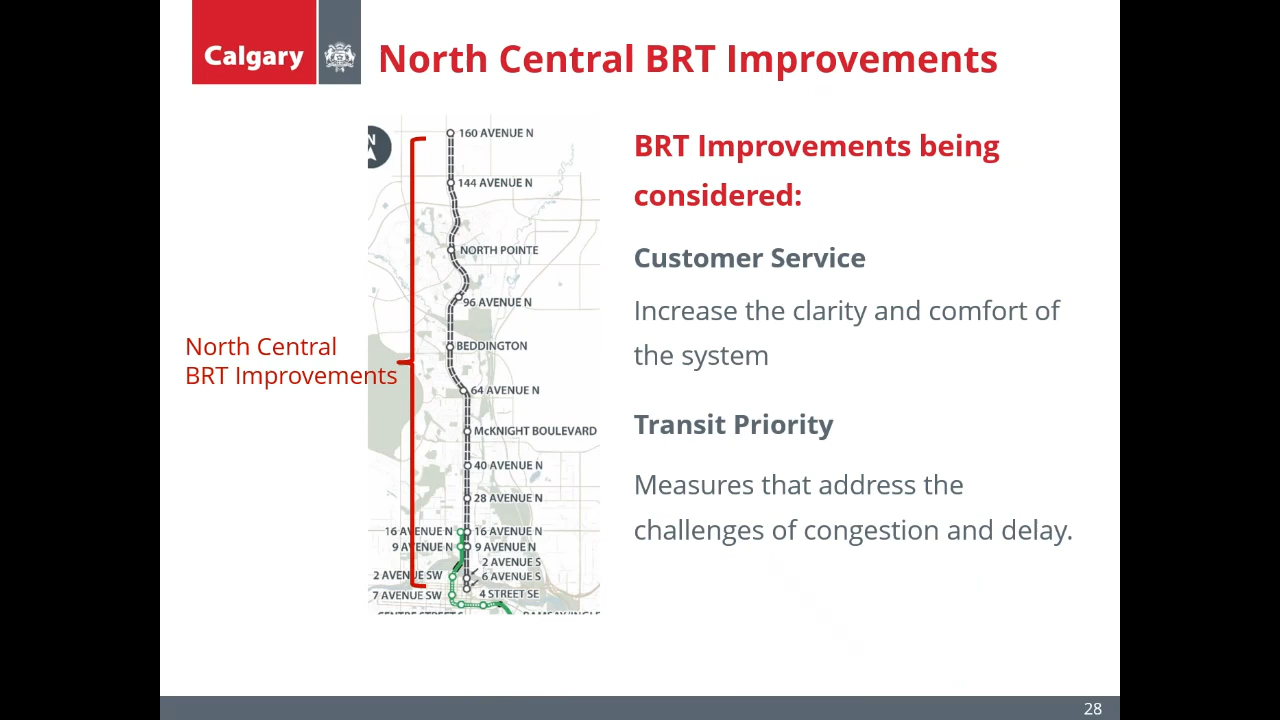 Calgary
North Central BRT Improvements
N
160 AVENUE N
144 AVENUE N
NORTH POINTE
96 AVENUE N
BEDDINGTON
64 AVENUE N
McKNIGHT BOULEVARD
40 AVENUE N
28 AVENUE N
16 AVENUE N
16 AVENUE N
9 AVENUE N
9 AVENUE N
2 AVENUE S
2 AVENUE SW
6 AVENUE S
7 AVENUE SW
4 STREET SE
North Central
BRT Improvements
BRT Improvements being
considered:
Customer Service
Increase the clarity and comfort of
the system
Transit Priority
Measures that address the
challenges of congestion and delay.
28